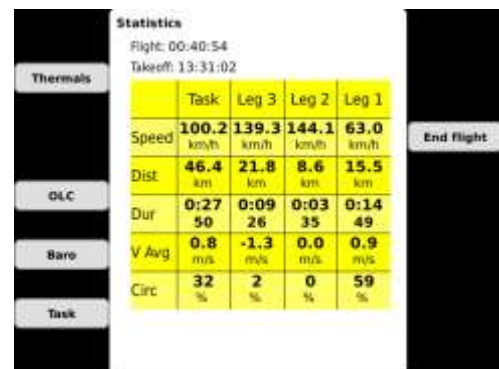 Statistics
Flight: 00:40:54
Takeoff: 13:31:02
Thermals
OLC
Baro
Task
Task Leg 3 Leg 2 Leg 1
Speed 100.2 139.3 144.1 63.0
km/h km/h km/h km/h
Dist 46.4 21.8 8.6 15.5
km km km km
Dur 0:27 0:09 0:03 0:14
50 26 35 49
V Avg 0.8 -1.3 0.0 0.9
m/s m/s m/s m/s
Circ 32 2 0 59
% % % %
End flight